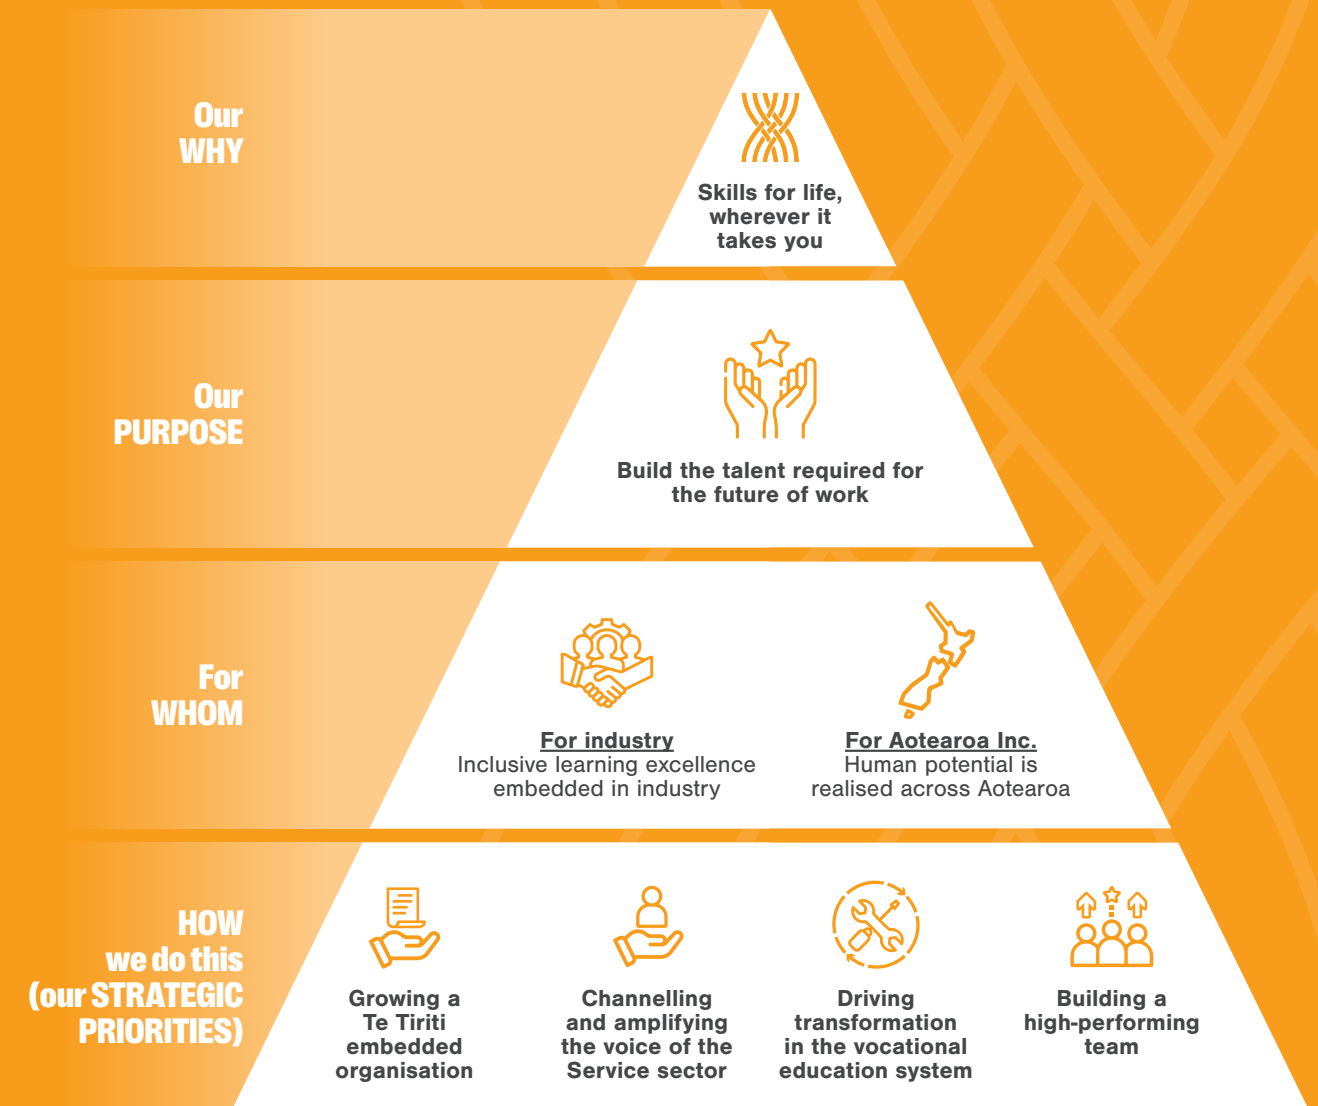 Our
WHY
Skills for life,
wherever it
takes you
Our
PURPOSE
Build the talent required for
the future of work
For
WHOM
For industry
Inclusive learning excellence
embedded in industry
For Aotearoa Inc.
Human potential is
realised across Aotearoa
HOW
we do this
(our STRATEGIC
PRIORITIES)
Growing a
Te Tiriti
embedded
organisation
Channelling
and amplifying
the voice of the
Service sector
Driving
transformation
in the vocational
education system
Building a
high-performing
team